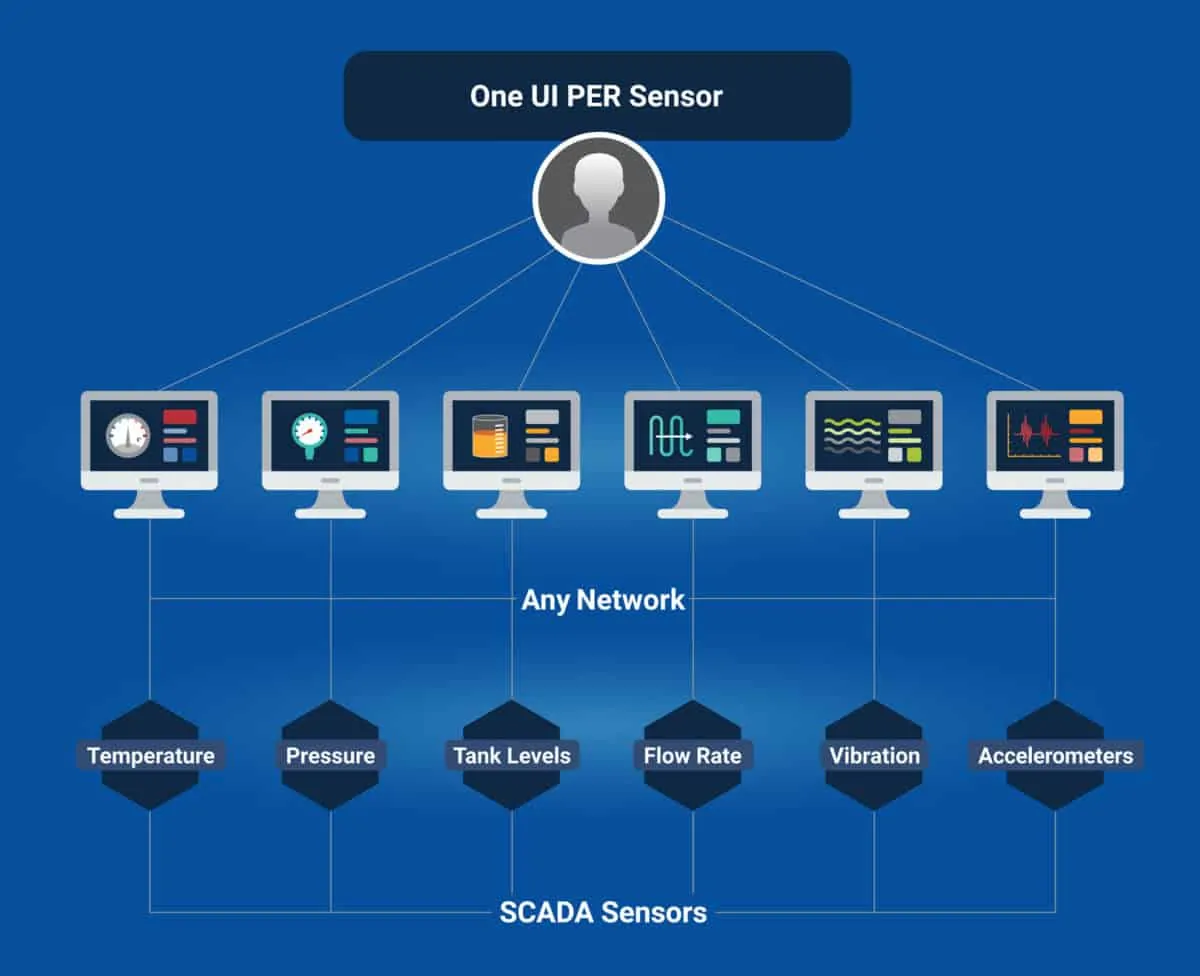 One UI PER Sensor
Any Network
Temperature
Pressure
Tank Levels
Flow Rate
Vibration
Accelerometers
SCADA Sensors